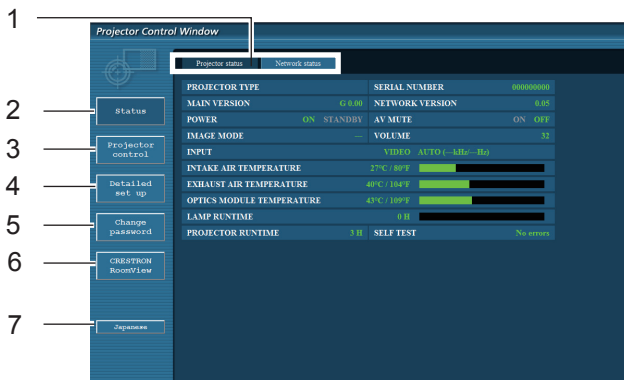 1
Projector Control Window
Projector status Network status
PROJECTOR TYPE SERIAL NUMBER 000000000
2 Status MAIN VERSION G 0.00 NETWORK VERSION 0.05
POWER ON STANDBY AV MUTE ON OFF
IMAGE MODE --- VOLUME 32
3 Projector control INPUT VIDEO AUTO (---kHz/---Hz)
INTAKE AIR TEMPERATURE 27°C / 80°F
4 Detailed set up EXHAUST AIR TEMPERATURE 40°C / 104°F
OPTICS MODULE TEMPERATURE 43°C / 109°F
5 Change password LAMP RUNTIME 0 H
PROJECTOR RUNTIME 3 H SELF TEST No errors
6 CRESTRON RoomView
7 Japanese